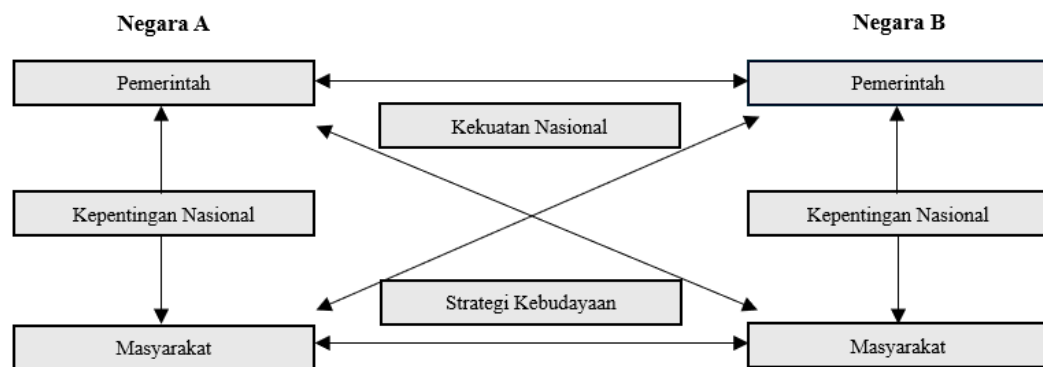 Negara A
Negara B
Pemerintah
Pemerintah
Kekuatan Nasional
Kepentingan Nasional
Kepentingan Nasional
Strategi Kebudayaan
Masyarakat
Masyarakat